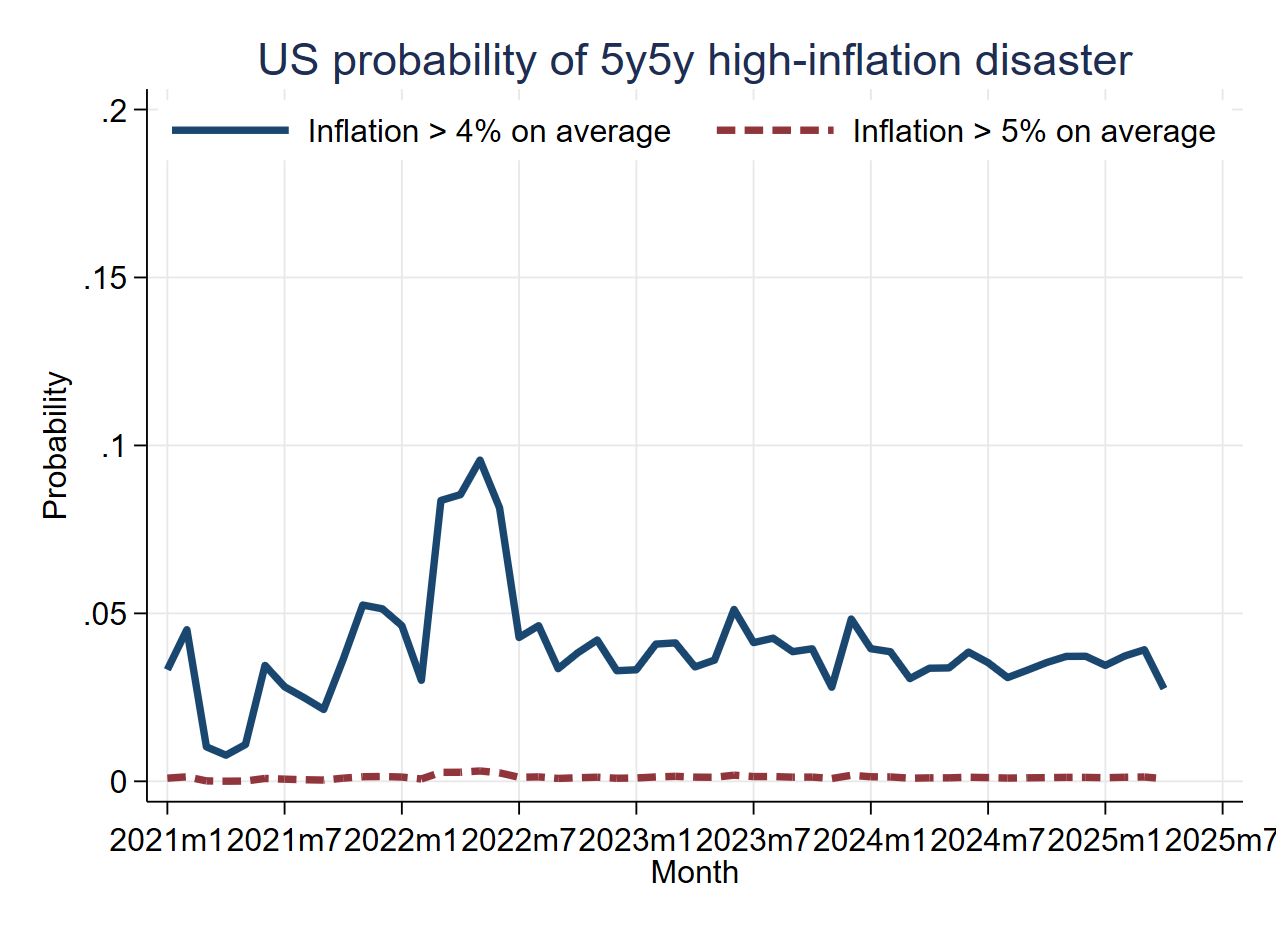 US probability of 5y5y high-inflation disaster
Inflation > 4% on average
Inflation > 5% on average
.2
.15
.1
.05
0
Probability
2021m1
2021m7
2022m1
2022m7
2023m1
2023m7
2024m1
2024m7
2025m1
2025m7
Month